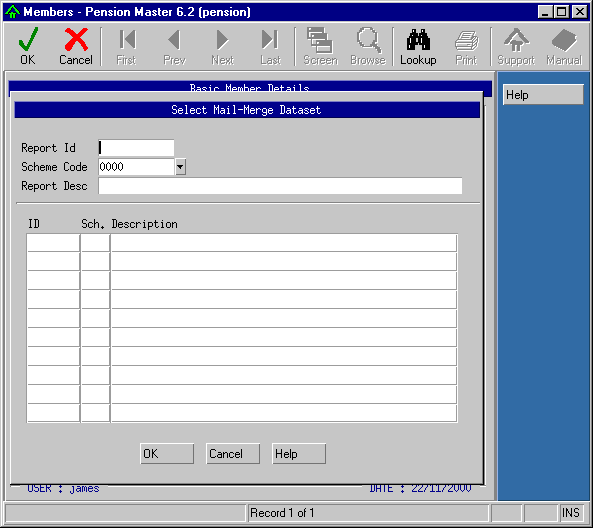 Members - Pension Master 6.2 (pension)
OK Cancel First Prev Next Last Screen Browse Lookup Print Support Manual
Basic Member Details
Help
Select Mail-Merge Dataset
Report Id
Scheme Code 0000
Report Desc
ID Sch. Description
OK Cancel Help
USER : james DATE : 22/11/2000
Record 1 of 1 INS